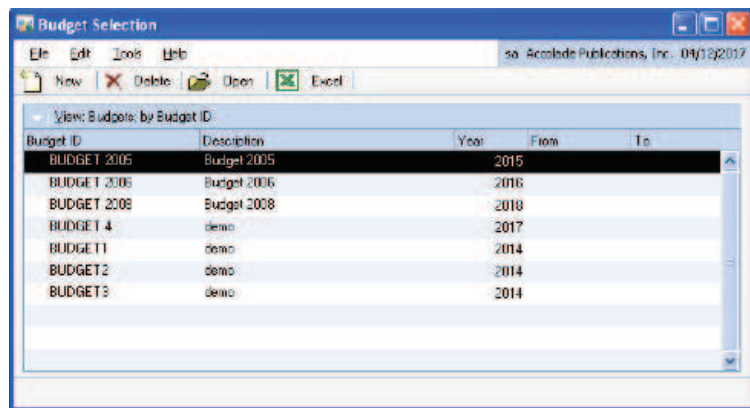 Budget Selection
File Edit Tools Help sa Accolade Publications, Inc. 04/12/2017
New Delete Open Excel
View: Budgets; by Budget ID
Budget ID Description Year From To
BUDGET 2005 Budget 2005 2015
BUDGET 2006 Budget 2006 2016
BUDGET 2008 Budget 2008 2018
BUDGET 4 demo 2017
BUDGET1 demo 2014
BUDGET2 demo 2014
BUDGET3 demo 2014